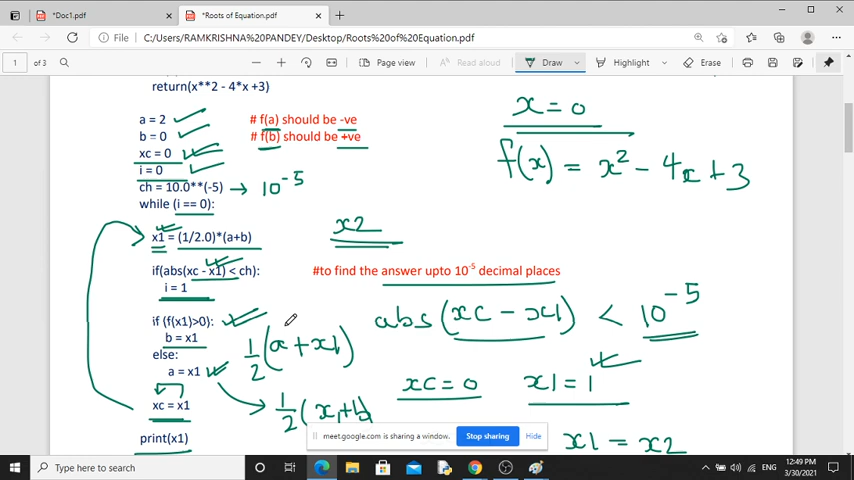 *Doc1.pdf
*Roots of Equation.pdf
File
C:/Users/RAMKRISHNA%20PANDEY/Desktop/Roots%20of%20Equation.pdf
1 of 3
Page view
Read aloud
Draw
Highlight
Erase
return(x**2 - 4*x +3)
x = 0
a = 2 # f(a) should be -ve
b = 0 # f(b) should be +ve
xc = 0
f(x) = x² - 4x + 3
i = 0
ch = 10.0**(-5) → 10⁻⁵
while (i == 0):
x2
x1 = (1/2.0)*(a+b)
if(abs(xc - x1) < ch): #to find the answer upto 10⁻⁵ decimal places
i = 1
abs(xc - x1) < 10⁻⁵
if (f(x1)>0):
b = x1
1/2 (a + x1)
else:
a = x1
xc = 0 x1 = 1
xc = x1
1/2 (x1 + b)
print(x1)
meet.google.com is sharing a window. Stop sharing Hide
x1 = x2
Type here to search
ENG
12:49 PM
3/30/2021